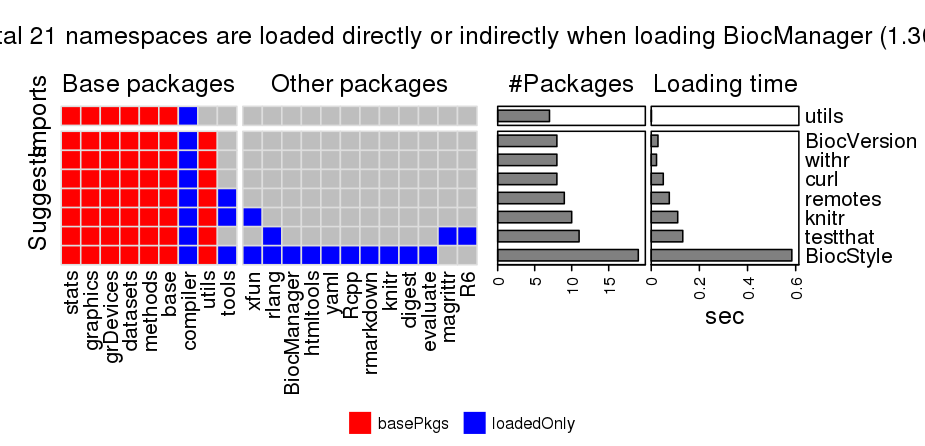 tal 21 namespaces are loaded directly or indirectly when loading BiocManager (1.30
Base packages
Other packages
#Packages
Loading time
Imports
Suggests
utils
BiocVersion
withr
curl
remotes
knitr
testthat
BiocStyle
stats
graphics
grDevices
datasets
methods
base
compiler
utils
tools
xfun
rlang
BiocManager
htmltools
yaml
Rcpp
rmarkdown
knitr
digest
evaluate
magrittr
R6
0
5
10
15
0
0.2
0.4
0.6
sec
basePkgs
loadedOnly